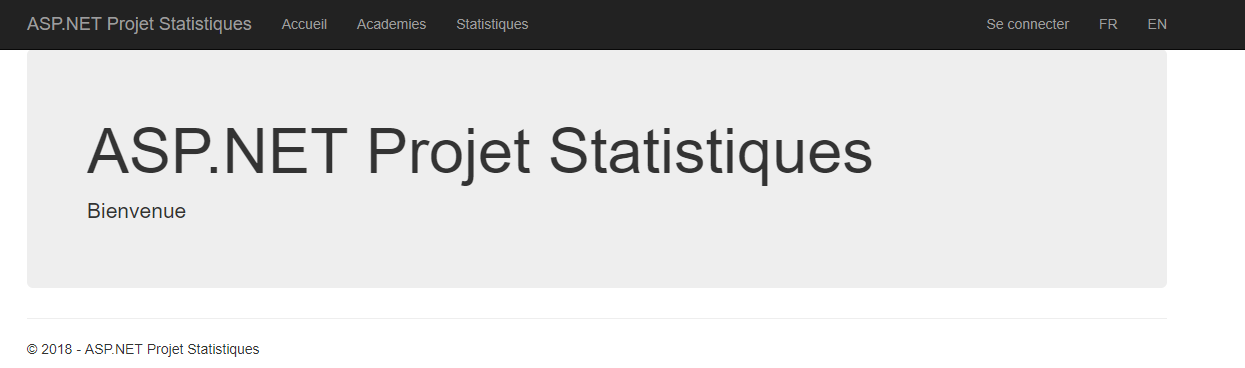 ASP.NET Projet Statistiques Accueil Academies Statistiques Se connecter FR EN
ASP.NET Projet Statistiques
Bienvenue
© 2018 - ASP.NET Projet Statistiques